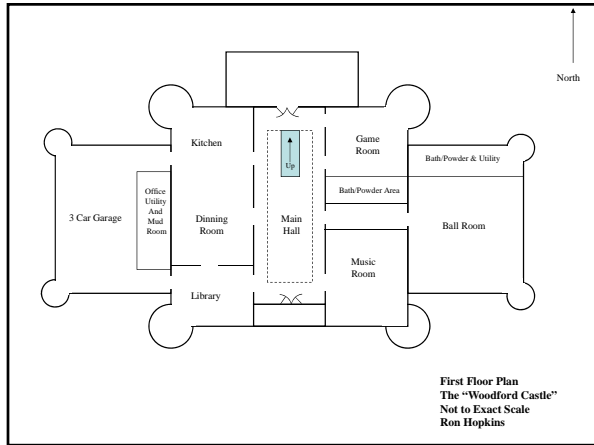 North
Kitchen
Game
Room
Up
Bath/Powder & Utility
Office
Utility
And
Mud
Room
Bath/Powder Area
3 Car Garage
Dinning
Room
Main
Hall
Ball Room
Music
Room
Library
First Floor Plan
The “Woodford Castle”
Not to Exact Scale
Ron Hopkins